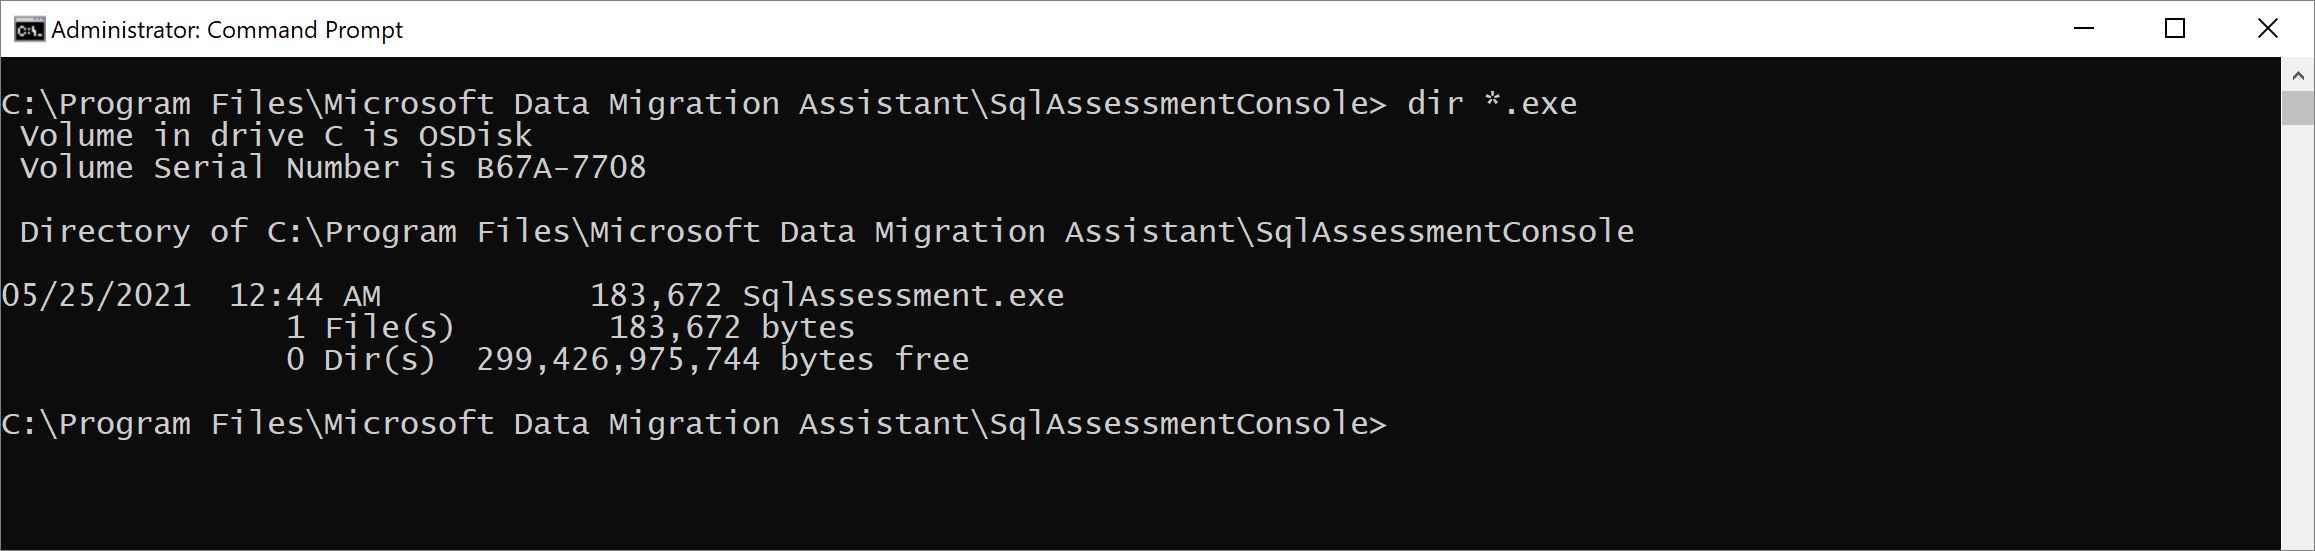 Administrator: Command Prompt
C:\Program Files\Microsoft Data Migration Assistant\SqlAssessmentConsole> dir *.exe
Volume in drive C is OSDisk
Volume Serial Number is B67A-7708
Directory of C:\Program Files\Microsoft Data Migration Assistant\SqlAssessmentConsole
05/25/2021  12:44 AM           183,672 SqlAssessment.exe
1 File(s)        183,672 bytes
0 Dir(s)  299,426,975,744 bytes free
C:\Program Files\Microsoft Data Migration Assistant\SqlAssessmentConsole>